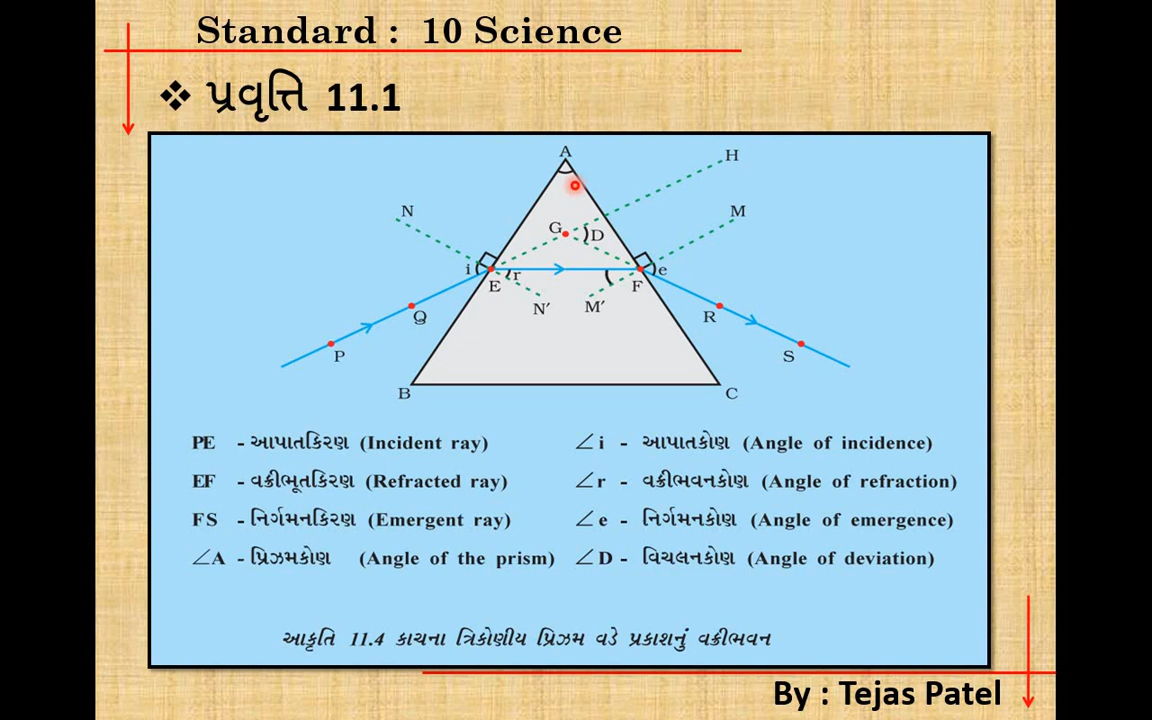 Standard : 10 Science
❖ પ્રવૃત્તિ 11.1
A
H
N
M
G
D
i
r
e
E
F
N′
M′
Q
R
P
S
B
C
PE - આપાતકિરણ (Incident ray)
∠i - આપાતકોણ (Angle of incidence)
EF - વક્રીભૂતકિરણ (Refracted ray)
∠r - વક્રીભવનકોણ (Angle of refraction)
FS - નિર્ગમનકિરણ (Emergent ray)
∠e - નિર્ગમનકોણ (Angle of emergence)
∠A - પ્રિઝમકોણ (Angle of the prism)
∠D - વિચલનકોણ (Angle of deviation)
આકૃતિ 11.4 કાચના ત્રિકોણીય પ્રિઝમ વડે પ્રકાશનું વક્રીભવન
By : Tejas Patel